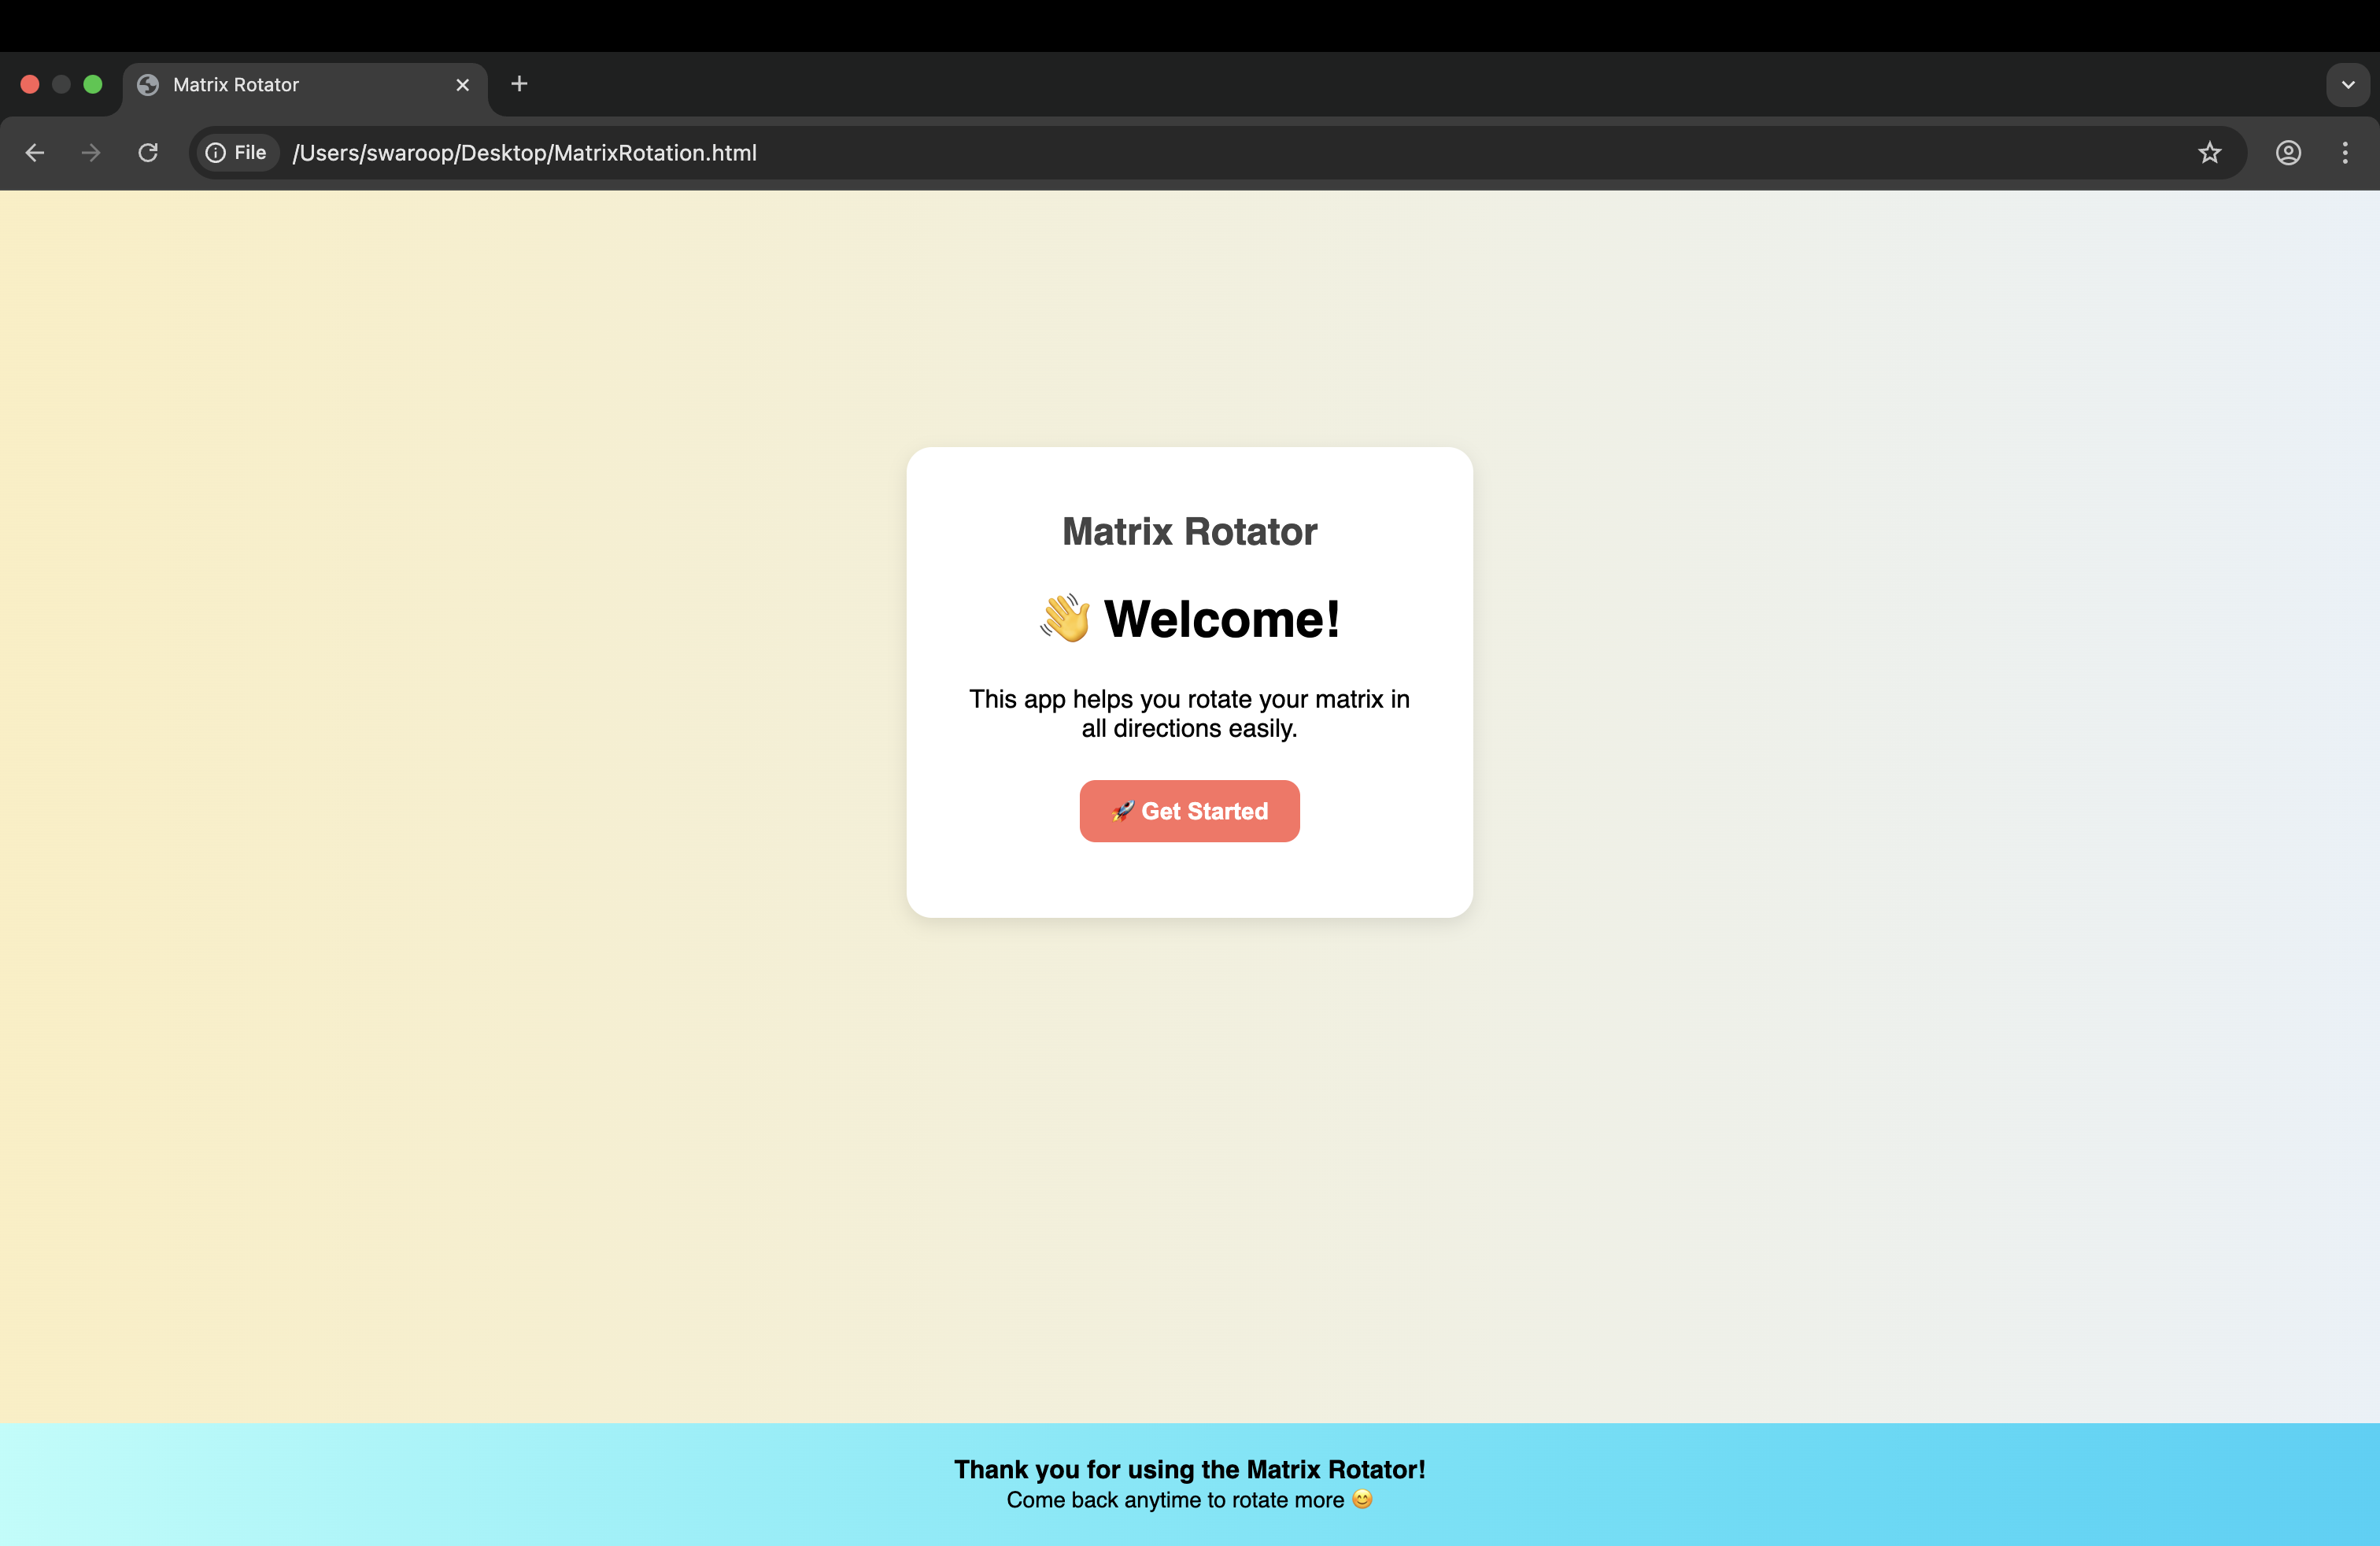 Matrix Rotator
File /Users/swaroop/Desktop/MatrixRotation.html
Matrix Rotator
👋 Welcome!
This app helps you rotate your matrix in
all directions easily.
🚀 Get Started
Thank you for using the Matrix Rotator!
Come back anytime to rotate more 😊